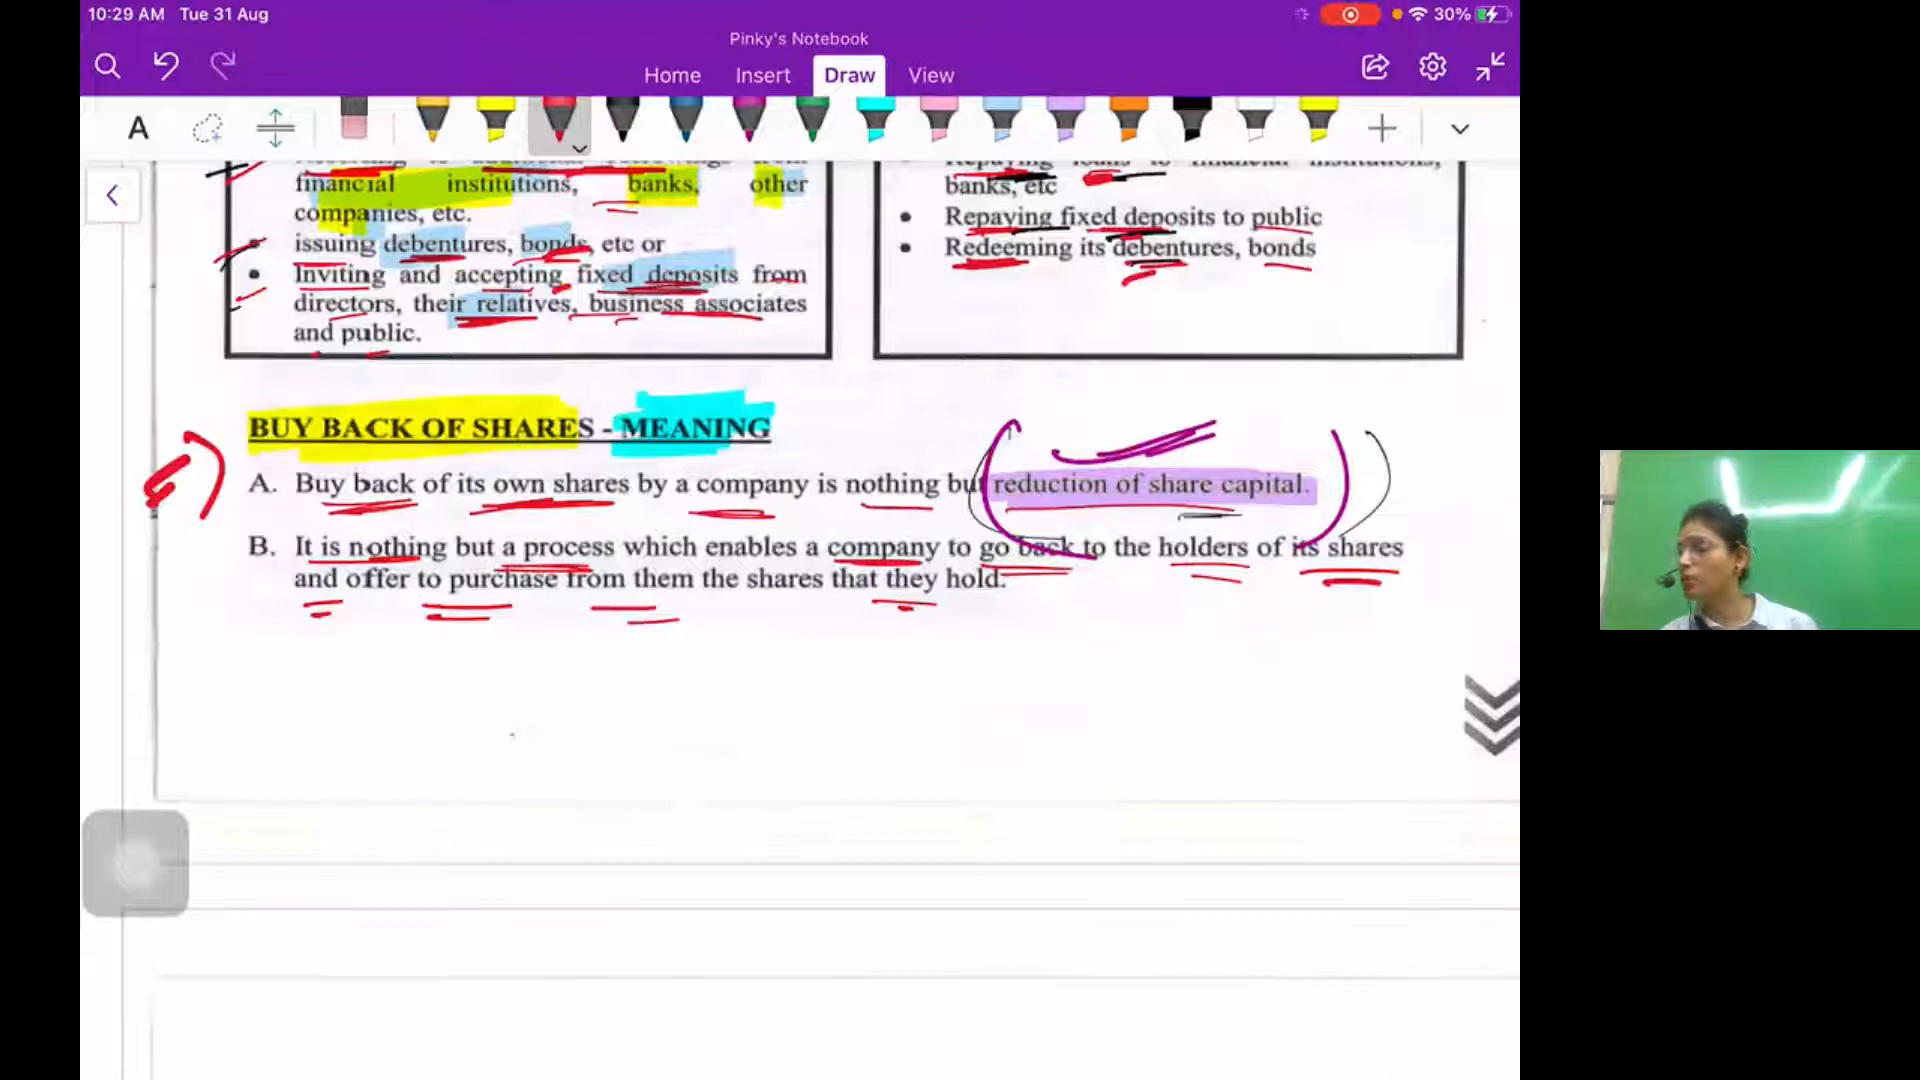 10:29 AM Tue 31 Aug
30%
Pinky's Notebook
Home Insert Draw View
A
financial institutions, banks, other
companies, etc.
• issuing debentures, bonds, etc or
• Inviting and accepting fixed deposits from
directors, their relatives, business associates
and public.
• Repaying loans to financial institutions,
banks, etc
• Repaying fixed deposits to public
• Redeeming its debentures, bonds
BUY BACK OF SHARES - MEANING
A. Buy back of its own shares by a company is nothing but reduction of share capital.
B. It is nothing but a process which enables a company to go back to the holders of its shares
and offer to purchase from them the shares that they hold.